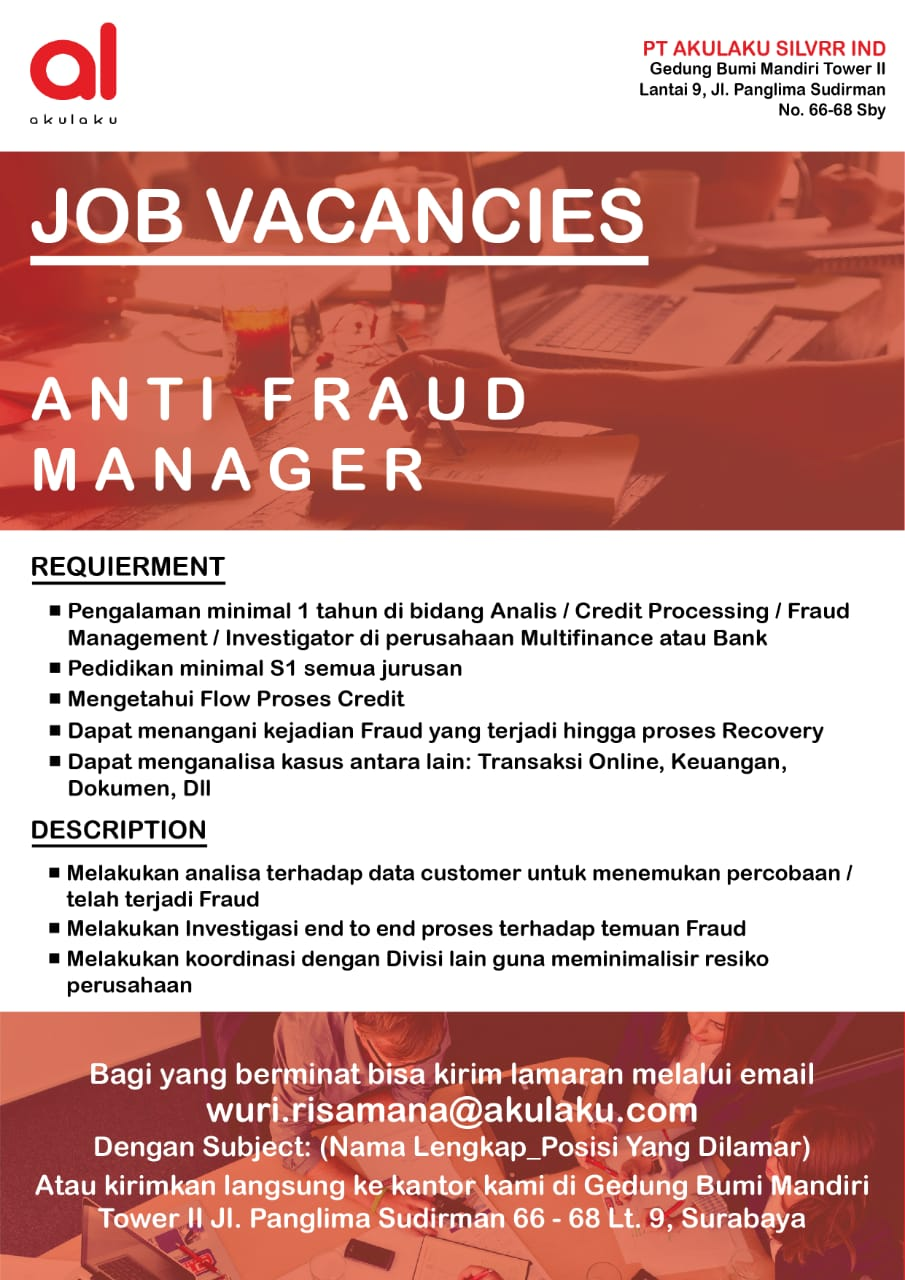 al
akulaku
PT AKULAKU SILVRR IND
Gedung Bumi Mandiri Tower II
Lantai 9, Jl. Panglima Sudirman
No. 66-68 Sby
JOB VACANCIES
ANTI FRAUD
MANAGER
REQUIERMENT
▪ Pengalaman minimal 1 tahun di bidang Analis / Credit Processing / Fraud
Management / Investigator di perusahaan Multifinance atau Bank
▪ Pedidikan minimal S1 semua jurusan
▪ Mengetahui Flow Proses Credit
▪ Dapat menangani kejadian Fraud yang terjadi hingga proses Recovery
▪ Dapat menganalisa kasus antara lain: Transaksi Online, Keuangan,
Dokumen, Dll
DESCRIPTION
▪ Melakukan analisa terhadap data customer untuk menemukan percobaan /
telah terjadi Fraud
▪ Melakukan Investigasi end to end proses terhadap temuan Fraud
▪ Melakukan koordinasi dengan Divisi lain guna meminimalisir resiko
perusahaan
Bagi yang berminat bisa kirim lamaran melalui email
wuri.risamana@akulaku.com
Dengan Subject: (Nama Lengkap_Posisi Yang Dilamar)
Atau kirimkan langsung ke kantor kami di Gedung Bumi Mandiri
Tower II Jl. Panglima Sudirman 66 - 68 Lt. 9, Surabaya